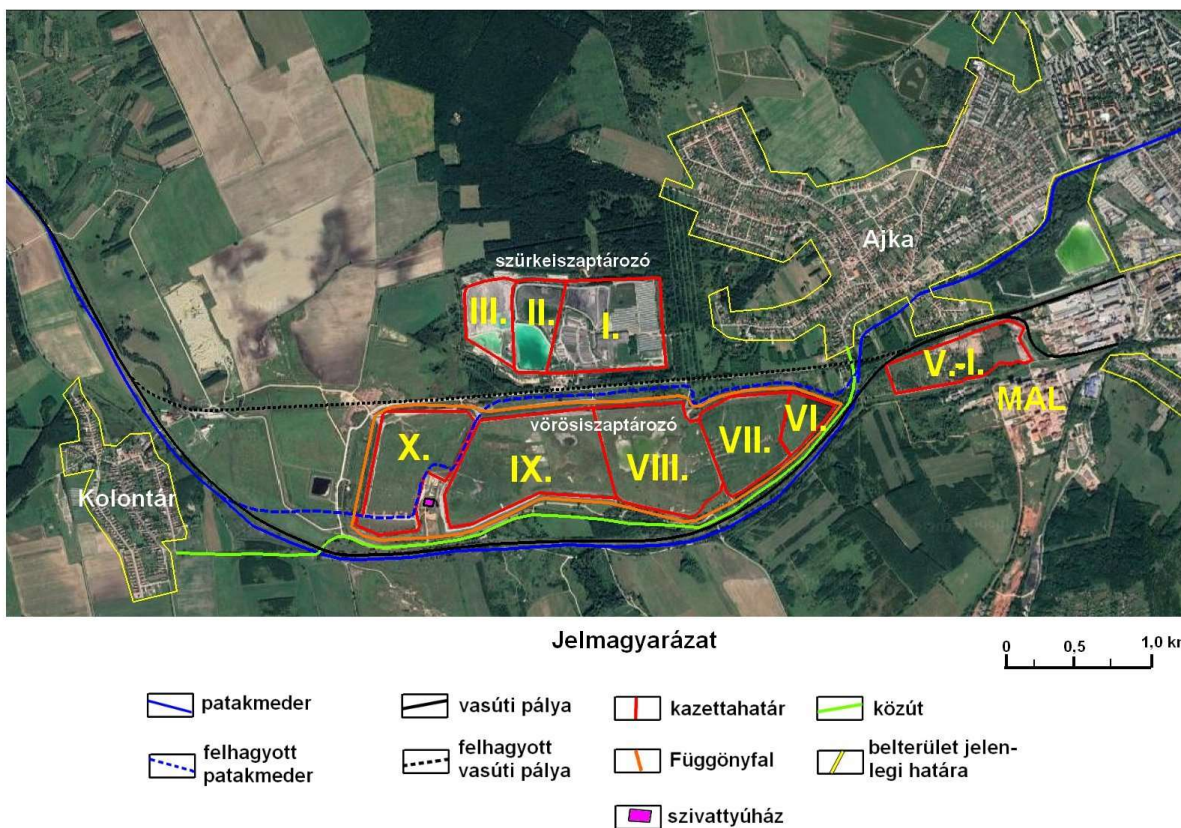 Ajka
szürkeiszaptározó
III.
II.
I.
V.-I.
MAL
VI.
VII.
VIII.
IX.
X.
vörösiszaptározó
Kolontár
Jelmagyarázat
0 0,5 1,0 km
patakmeder
vasúti pálya
kazettahatár
közút
felhagyott
patakmeder
felhagyott
vasúti pálya
Függönyfal
belterület jelen-
legi határa
szivattyúház